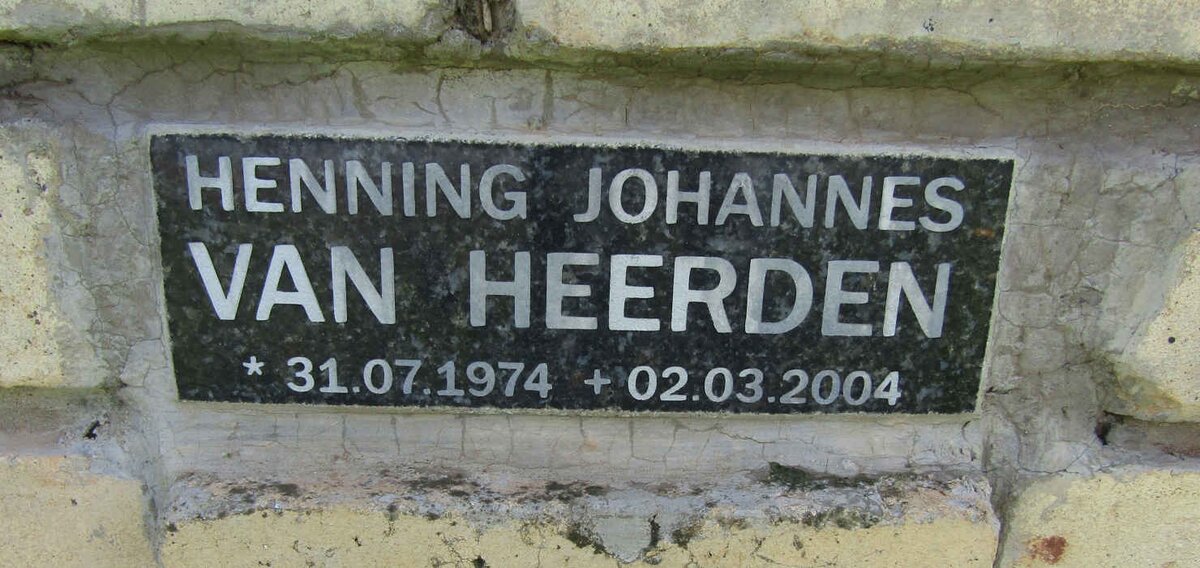 HENNING JOHANNES
VAN HEERDEN
* 31.07.1974 + 02.03.2004